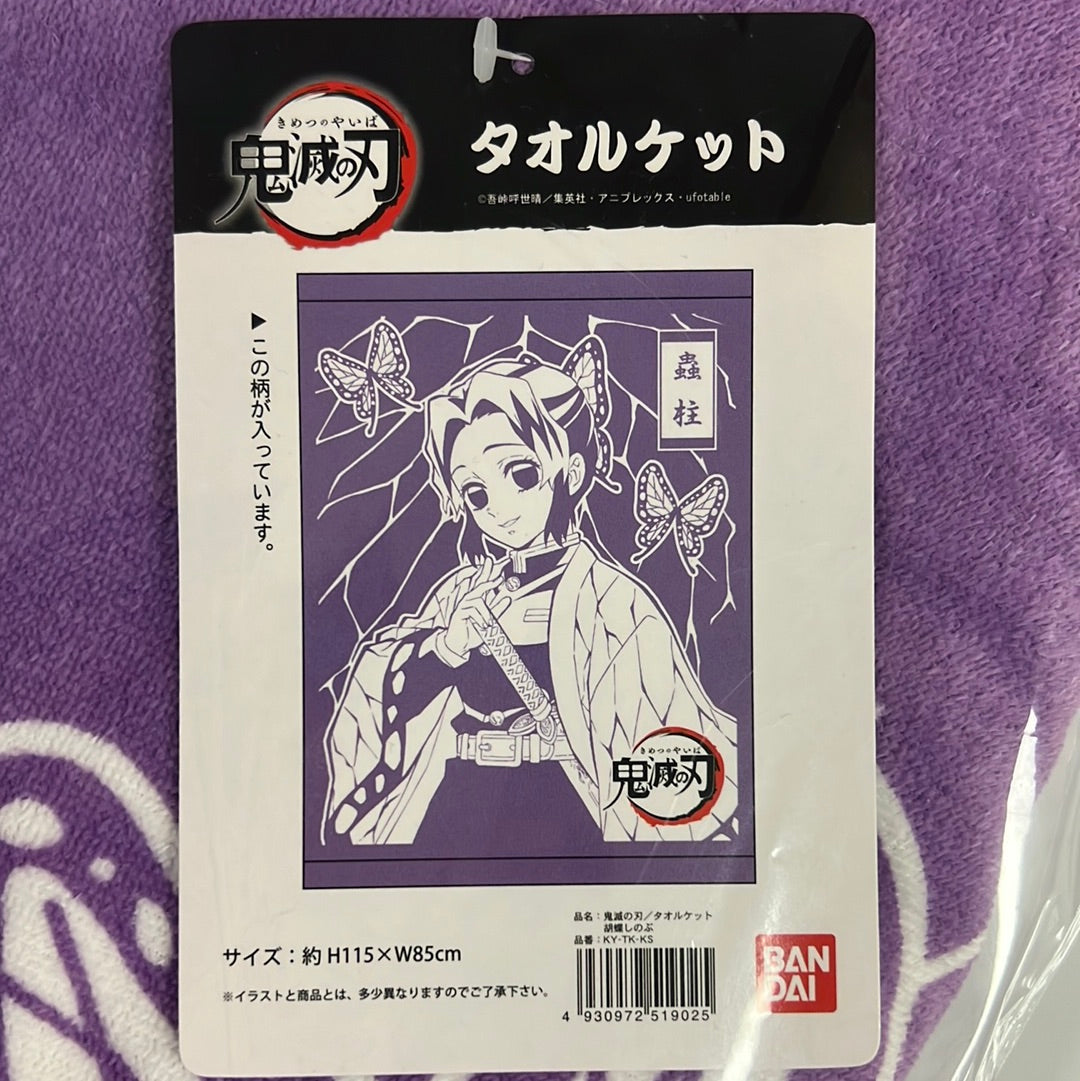 きめつのやいば
鬼滅の刃
タオルケット
©吾峠呼世晴／集英社・アニプレックス・ufotable
▶この柄が入っています。
蟲柱
きめつのやいば
鬼滅の刃
品名：鬼滅の刃／タオルケット
胡蝶しのぶ
品番：KY-TK-KS
サイズ：約 H115×W85cm
※イラストと商品とは、多少異なりますのでご了承下さい。
4 930972 519025
BAN
DAI